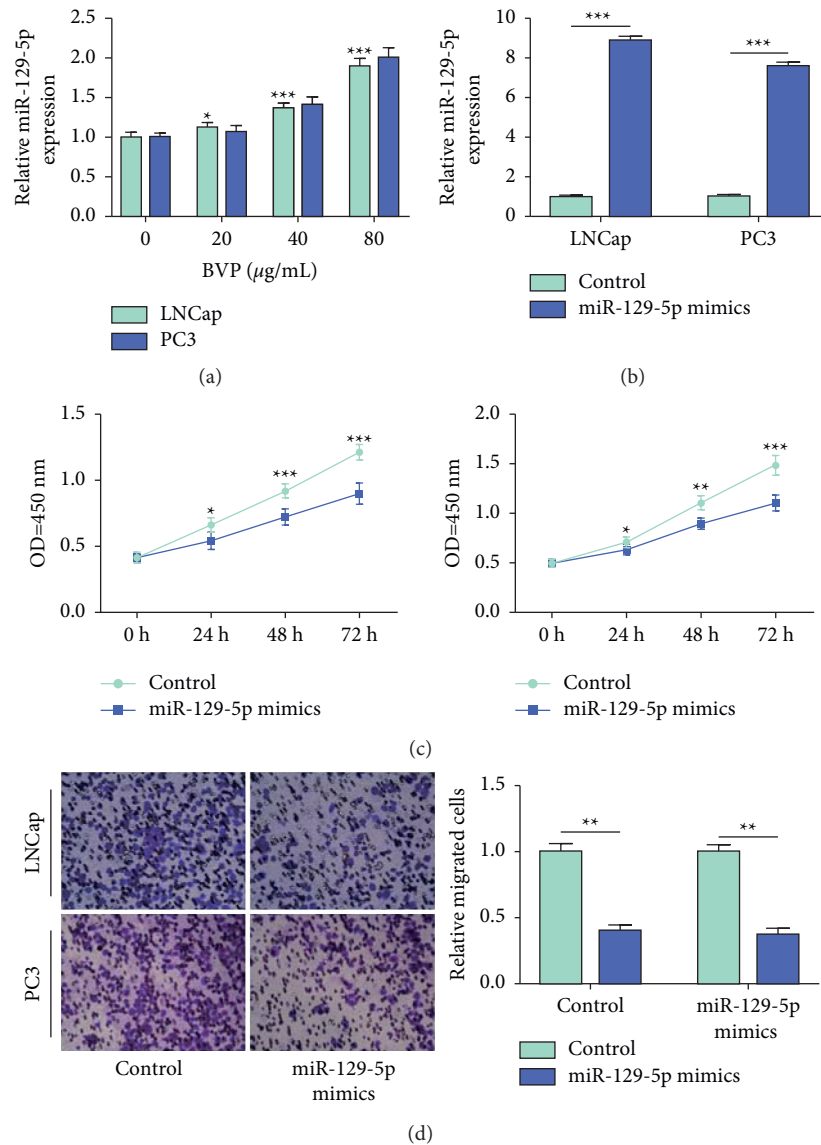 Relative miR-129-5p
expression
2.5
2.0
1.5
1.0
0.5
0.0
*
***
***
0
20
40
80
BVP (µg/mL)
LNCap
PC3
(a)
Relative miR-129-5p
expression
10
8
6
4
2
0
***
***
LNCap
PC3
Control
miR-129-5p mimics
(b)
OD=450 nm
1.5
1.0
0.5
0.0
*
***
***
0 h
24 h
48 h
72 h
Control
miR-129-5p mimics
OD=450 nm
2.0
1.5
1.0
0.5
0.0
*
**
***
0 h
24 h
48 h
72 h
Control
miR-129-5p mimics
(c)
LNCap
PC3
Control
miR-129-5p
mimics
Relative migrated cells
1.5
1.0
0.5
0.0
**
**
Control
miR-129-5p
mimics
Control
miR-129-5p mimics
(d)